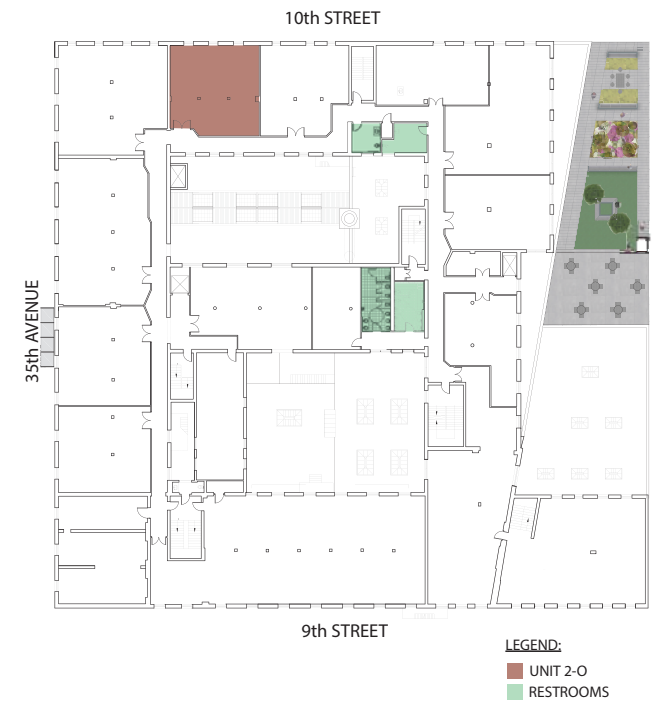 10th STREET
35th AVENUE
9th STREET
LEGEND:
UNIT 2-O
RESTROOMS